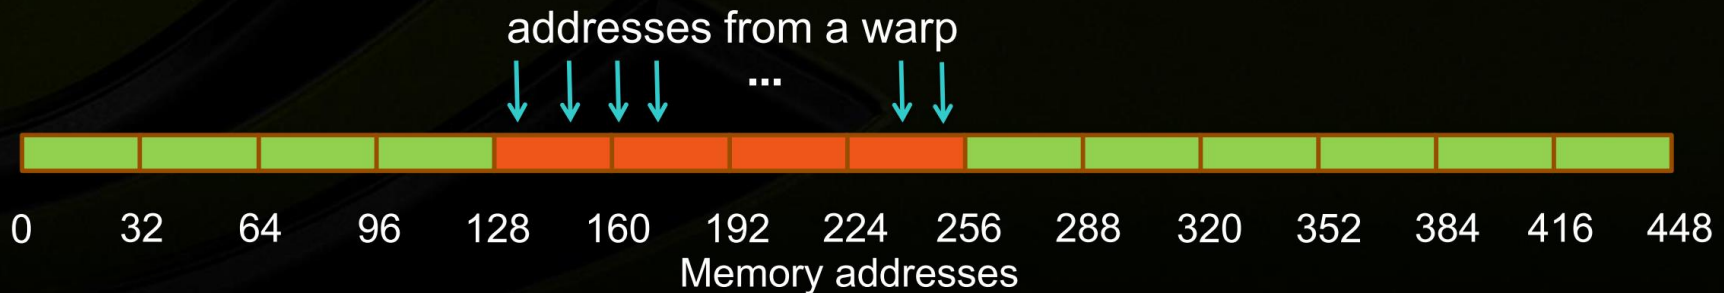 addresses from a warp
...
0 32 64 96 128 160 192 224 256 288 320 352 384 416 448
Memory addresses